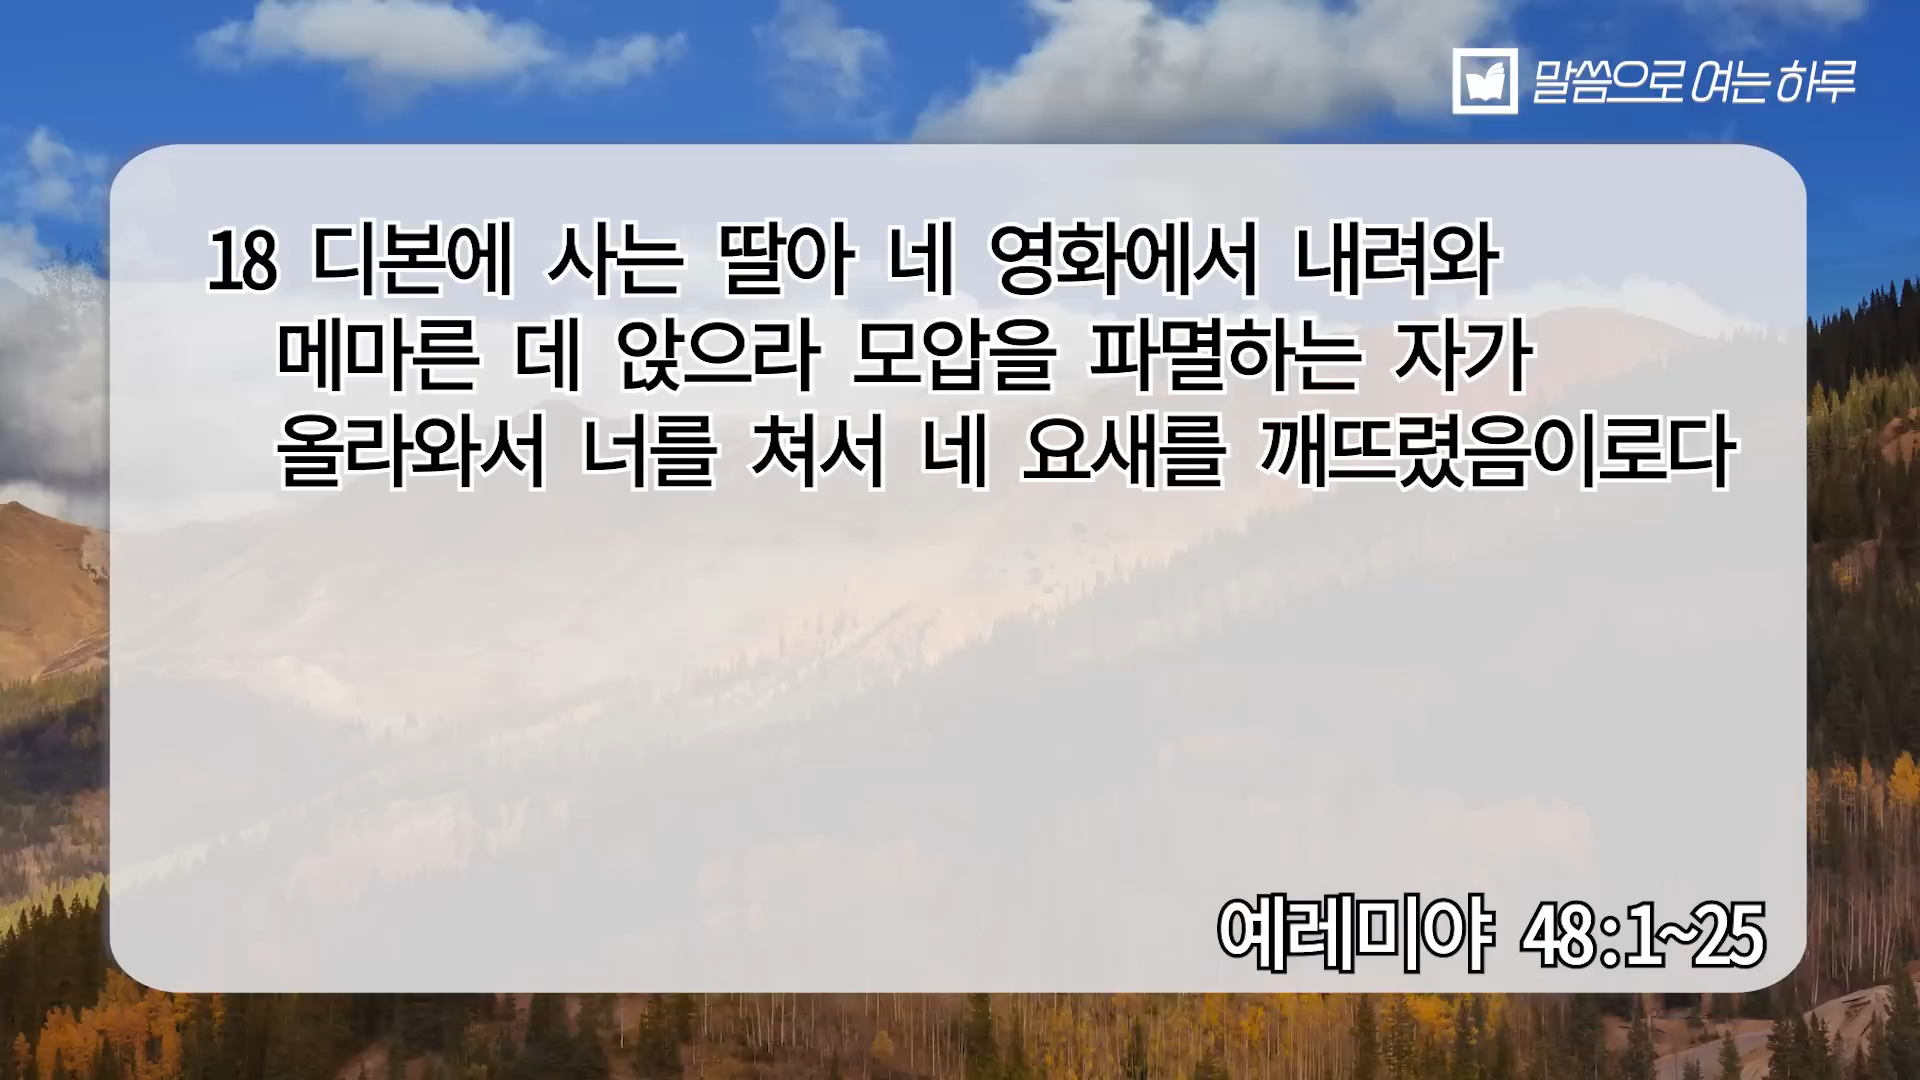 말씀으로 여는 하루
18 디본에 사는 딸아 네 영화에서 내려와
메마른 데 앉으라 모압을 파멸하는 자가
올라와서 너를 쳐서 네 요새를 깨뜨렸음이로다
예레미야 48:1~25